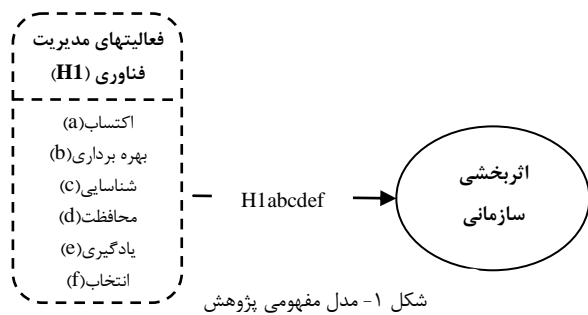 فعالیتهای مدیریت
فناوری (H1)
اکتساب(a)
بهره برداری(b)
شناسایی(c)
محافظت(d)
یادگیری(e)
انتخاب(f)
H1abcdef
اثربخشی
سازمانی
شکل ۱- مدل مفهومی پژوهش